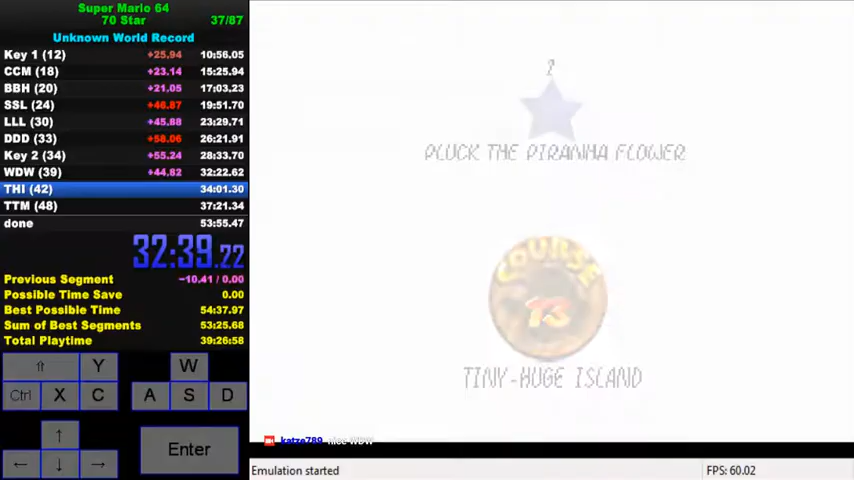 Super Mario 64
70 Star 37/87
Unknown World Record
Key 1 (12) +25.94 10:56.05
CCM (18) +23.14 15:25.94
BBH (20) +21.05 17:03.23
SSL (24) +46.87 19:51.70
LLL (30) +45.88 23:29.71
DDD (33) +58.06 26:21.91
Key 2 (34) +55.24 28:33.70
WDW (39) +44.82 32:22.62
THI (42) 34:01.30
TTM (48) 37:21.34
done 53:55.47
32:39.22
Previous Segment −10.41 / 0.00
Possible Time Save 0.00
Best Possible Time 54:37.97
Sum of Best Segments 53:25.68
Total Playtime 39:26:58
⇧ Y W
Ctrl X C A S D
↑ Enter
← ↓ →
2
PLUCK THE PIRANHA FLOWER
COURSE
13
TINY-HUGE ISLAND
katze789 nice WDW
Emulation started FPS: 60.02